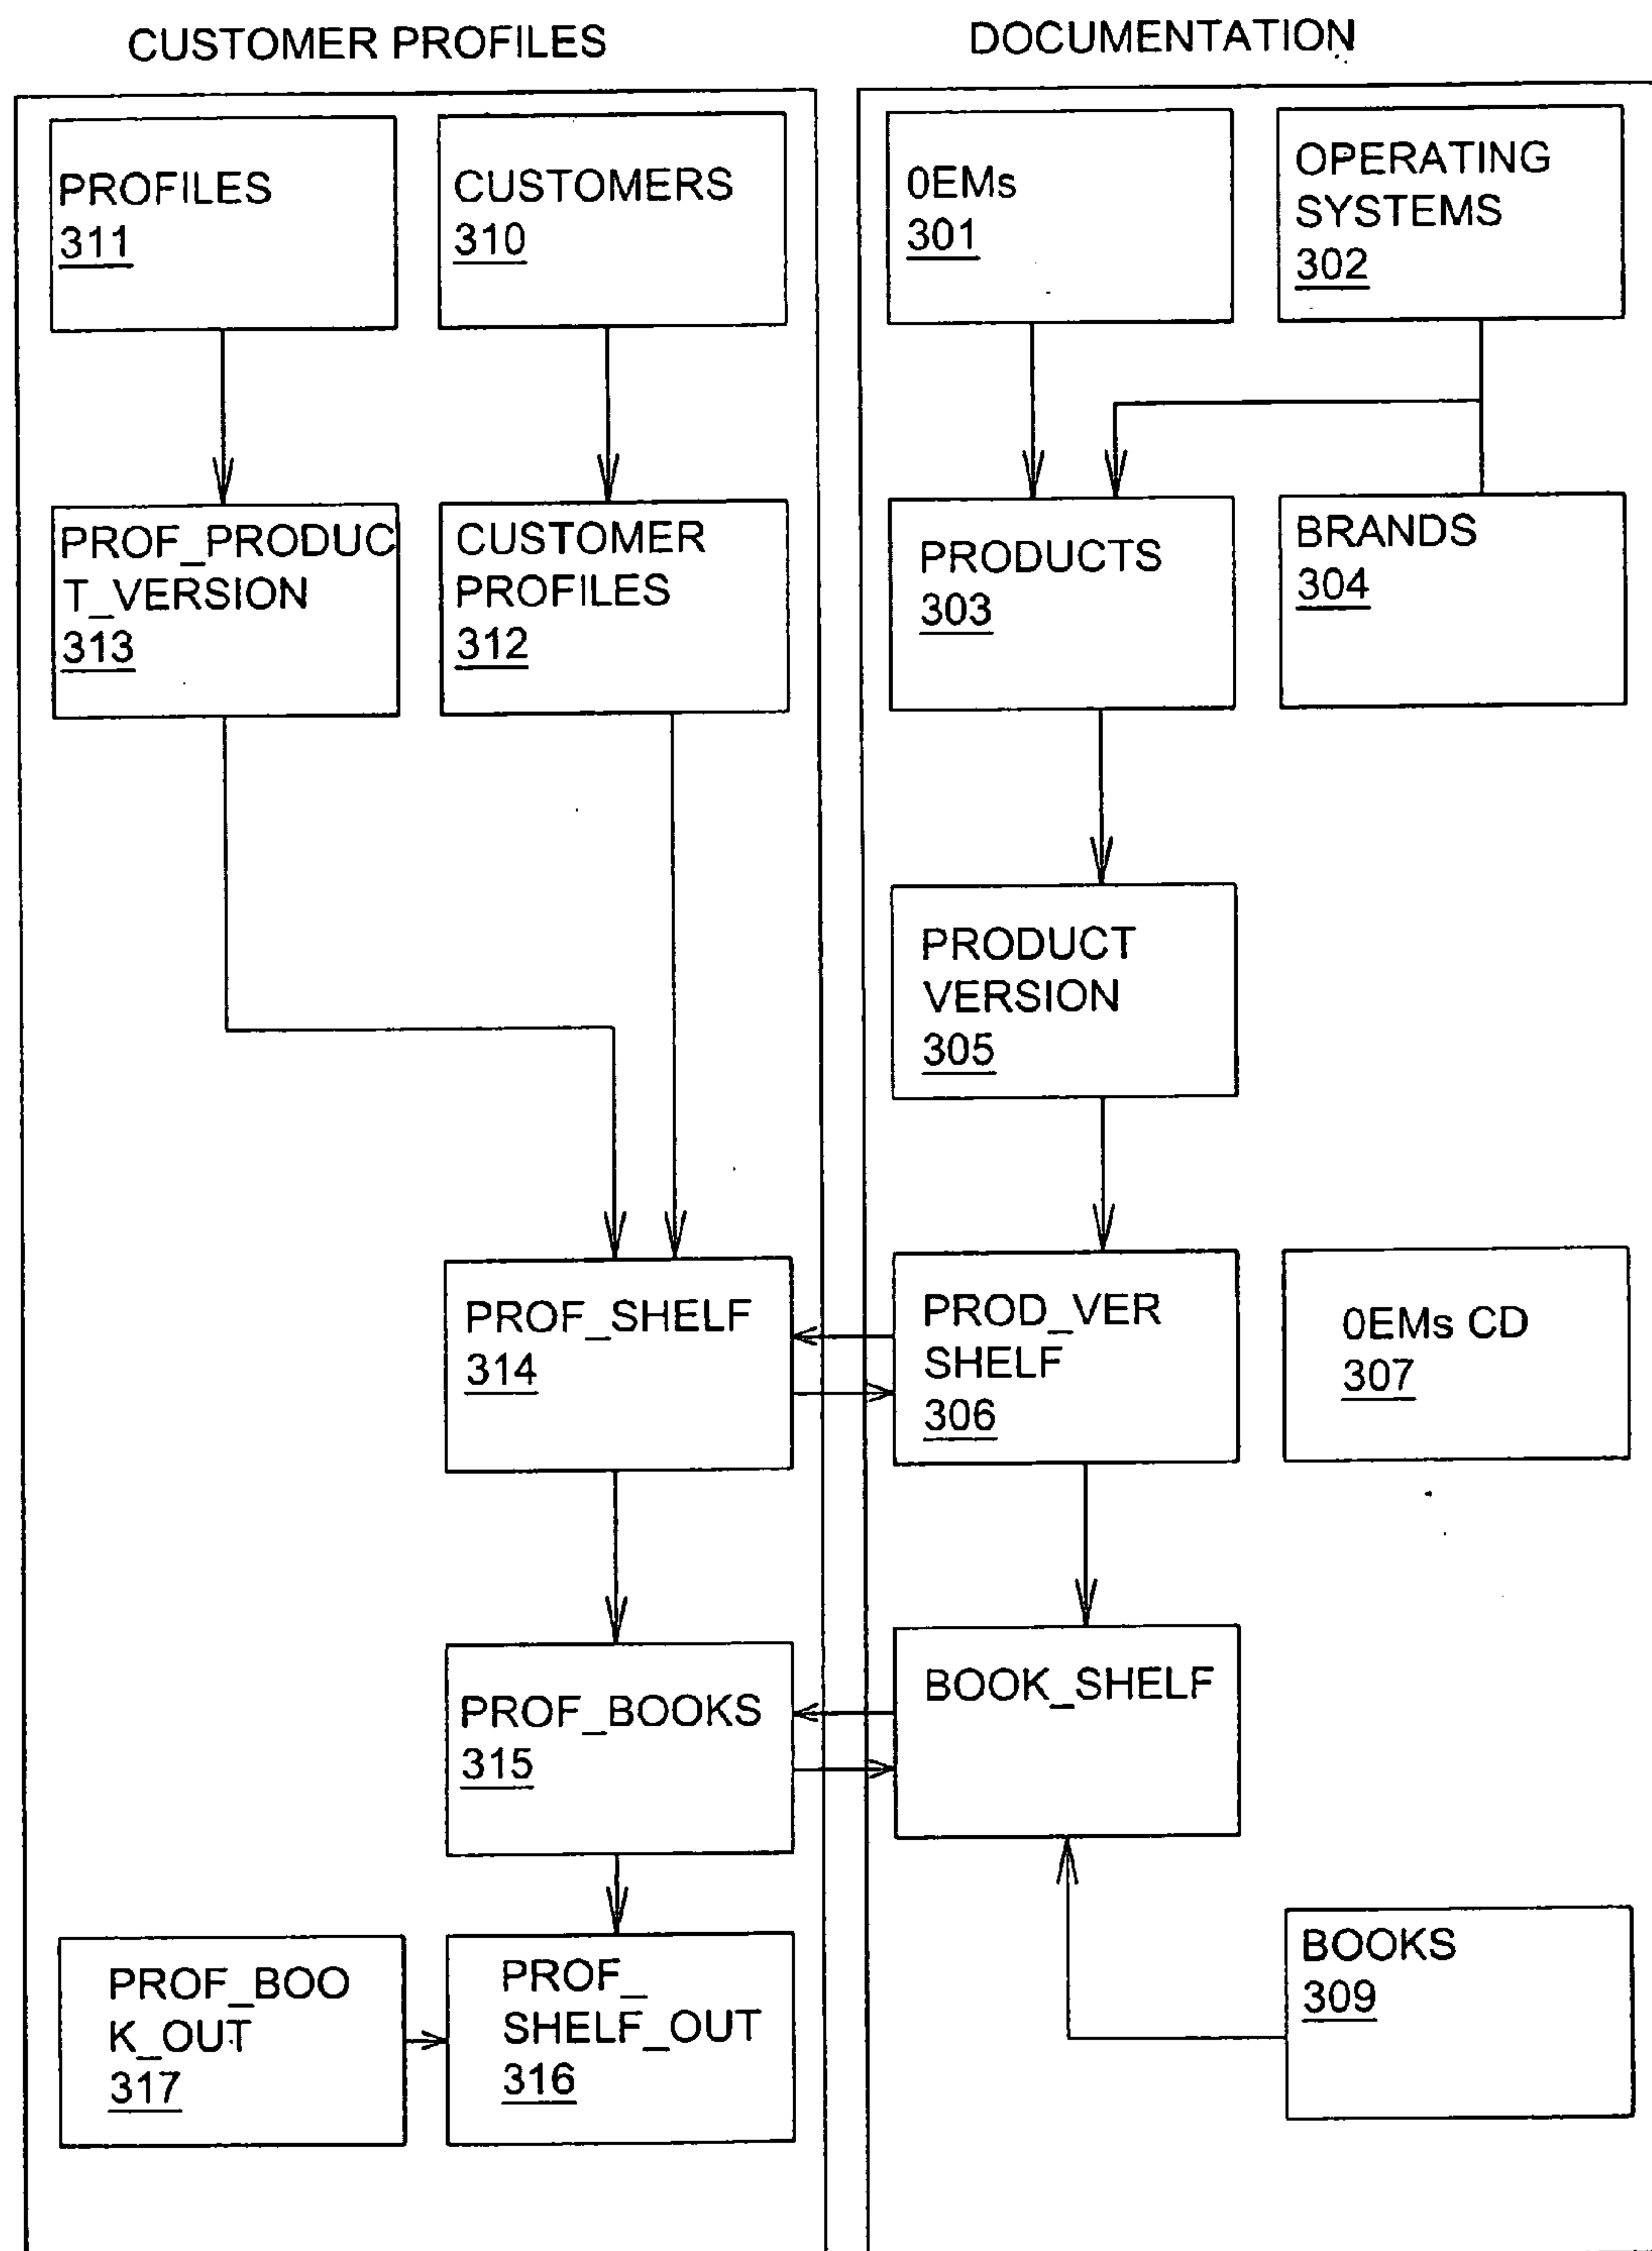 CUSTOMER PROFILES
DOCUMENTATION
PROFILES
311
CUSTOMERS
310
0EMs
301
OPERATING
SYSTEMS
302
PROF_PRODUC
T_VERSION
313
CUSTOMER
PROFILES
312
PRODUCTS
303
BRANDS
304
PRODUCT
VERSION
305
PROF_SHELF
314
PROD_VER
SHELF
306
0EMs CD
307
PROF_BOOKS
315
BOOK_SHELF
PROF_BOO
K_OUT
317
PROF_
SHELF_OUT
316
BOOKS
309